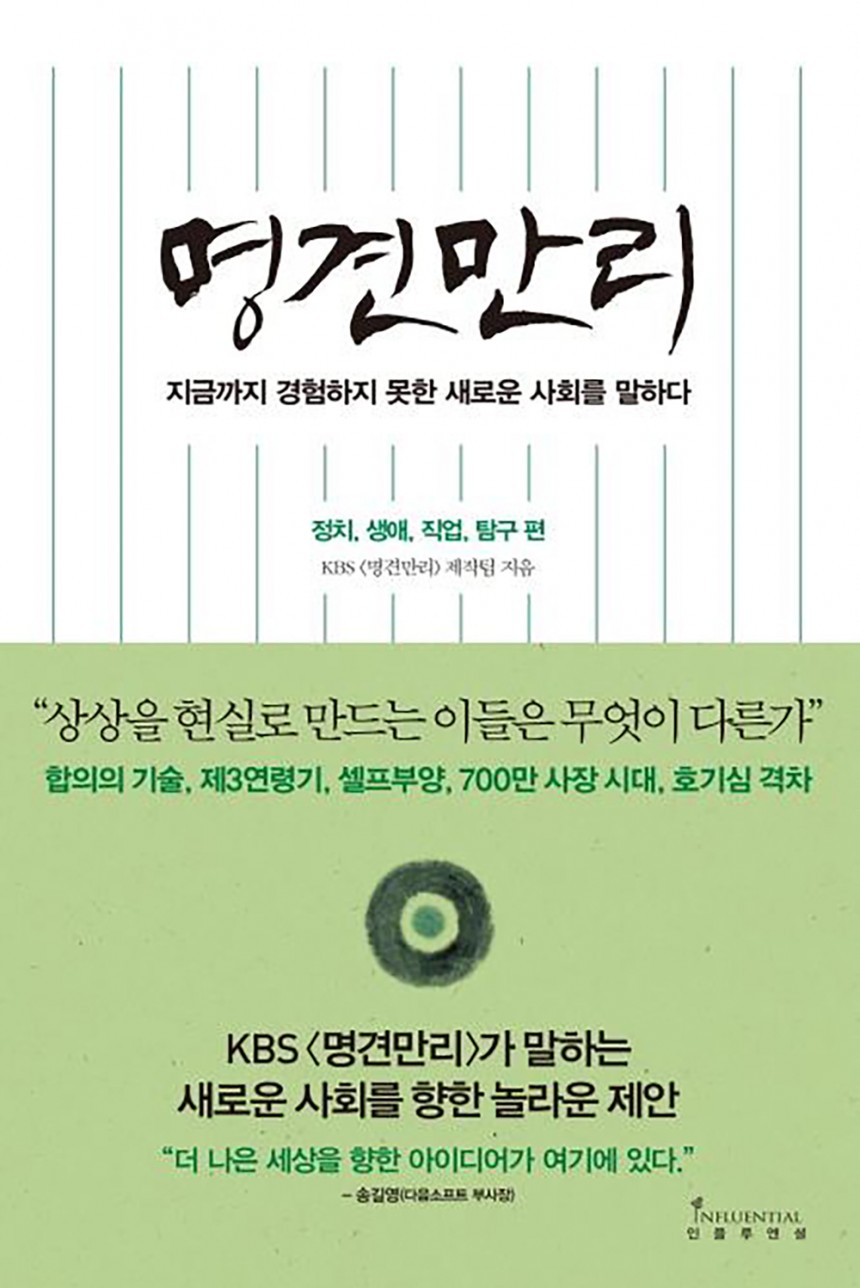 명견만리
지금까지 경험하지 못한 새로운 사회를 말하다
정치, 생애, 직업, 탐구 편
KBS 〈명견만리〉 제작팀 지음
“상상을 현실로 만드는 이들은 무엇이 다른가”
합의의 기술, 제3연령기, 셀프부양, 700만 사장 시대, 호기심 격차
KBS 〈명견만리〉가 말하는
새로운 사회를 향한 놀라운 제안
“더 나은 세상을 향한 아이디어가 여기에 있다.”
– 송길영(다음소프트 부사장)
INFLUENTIAL
인플루엔셜